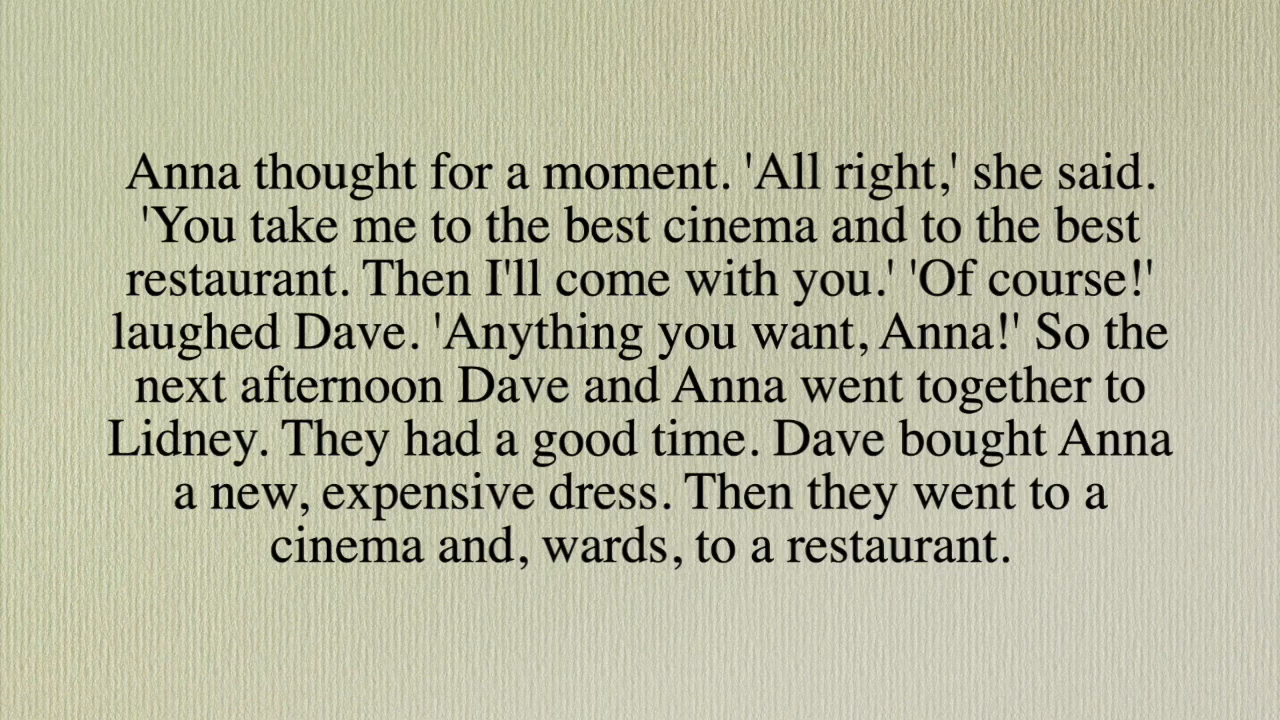 Anna thought for a moment. 'All right,' she said.
'You take me to the best cinema and to the best
restaurant. Then I'll come with you.' 'Of course!'
laughed Dave. 'Anything you want, Anna!' So the
next afternoon Dave and Anna went together to
Lidney. They had a good time. Dave bought Anna
a new, expensive dress. Then they went to a
cinema and, wards, to a restaurant.